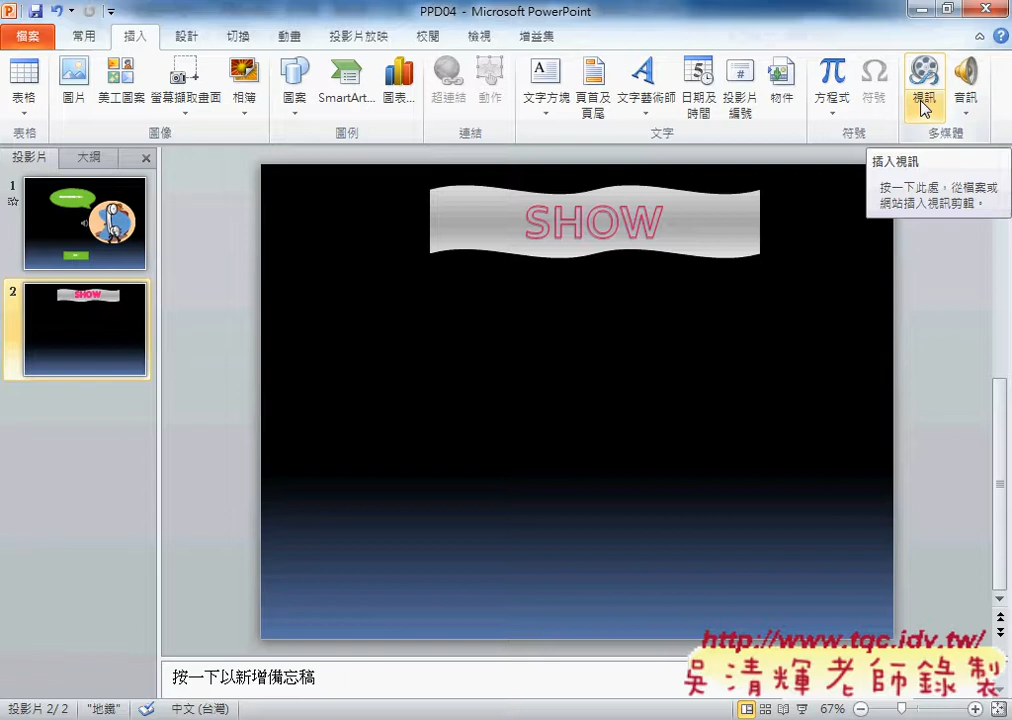 PPD04 - Microsoft PowerPoint
檔案 常用 插入 設計 切換 動畫 投影片放映 校閱 檢視 增益集
表格 圖片 美工圖案 螢幕擷取畫面 相簿 圖案 SmartArt... 圖表... 超連結 動作 文字方塊 頁首及頁尾 文字藝術師 日期及時間 投影片編號 物件 方程式 符號 視訊 音訊
表格 圖像 圖例 連結 文字 符號 多媒體
投影片 大綱
插入視訊
按一下此處，從檔案或
網站插入視訊剪輯。
1
2
SHOW
SHOW
按一下以新增備忘稿
http://www.tqc.idv.tw/
吳清輝老師錄製
投影片 2/ 2 "地鐵" 中文 (台灣) 67%